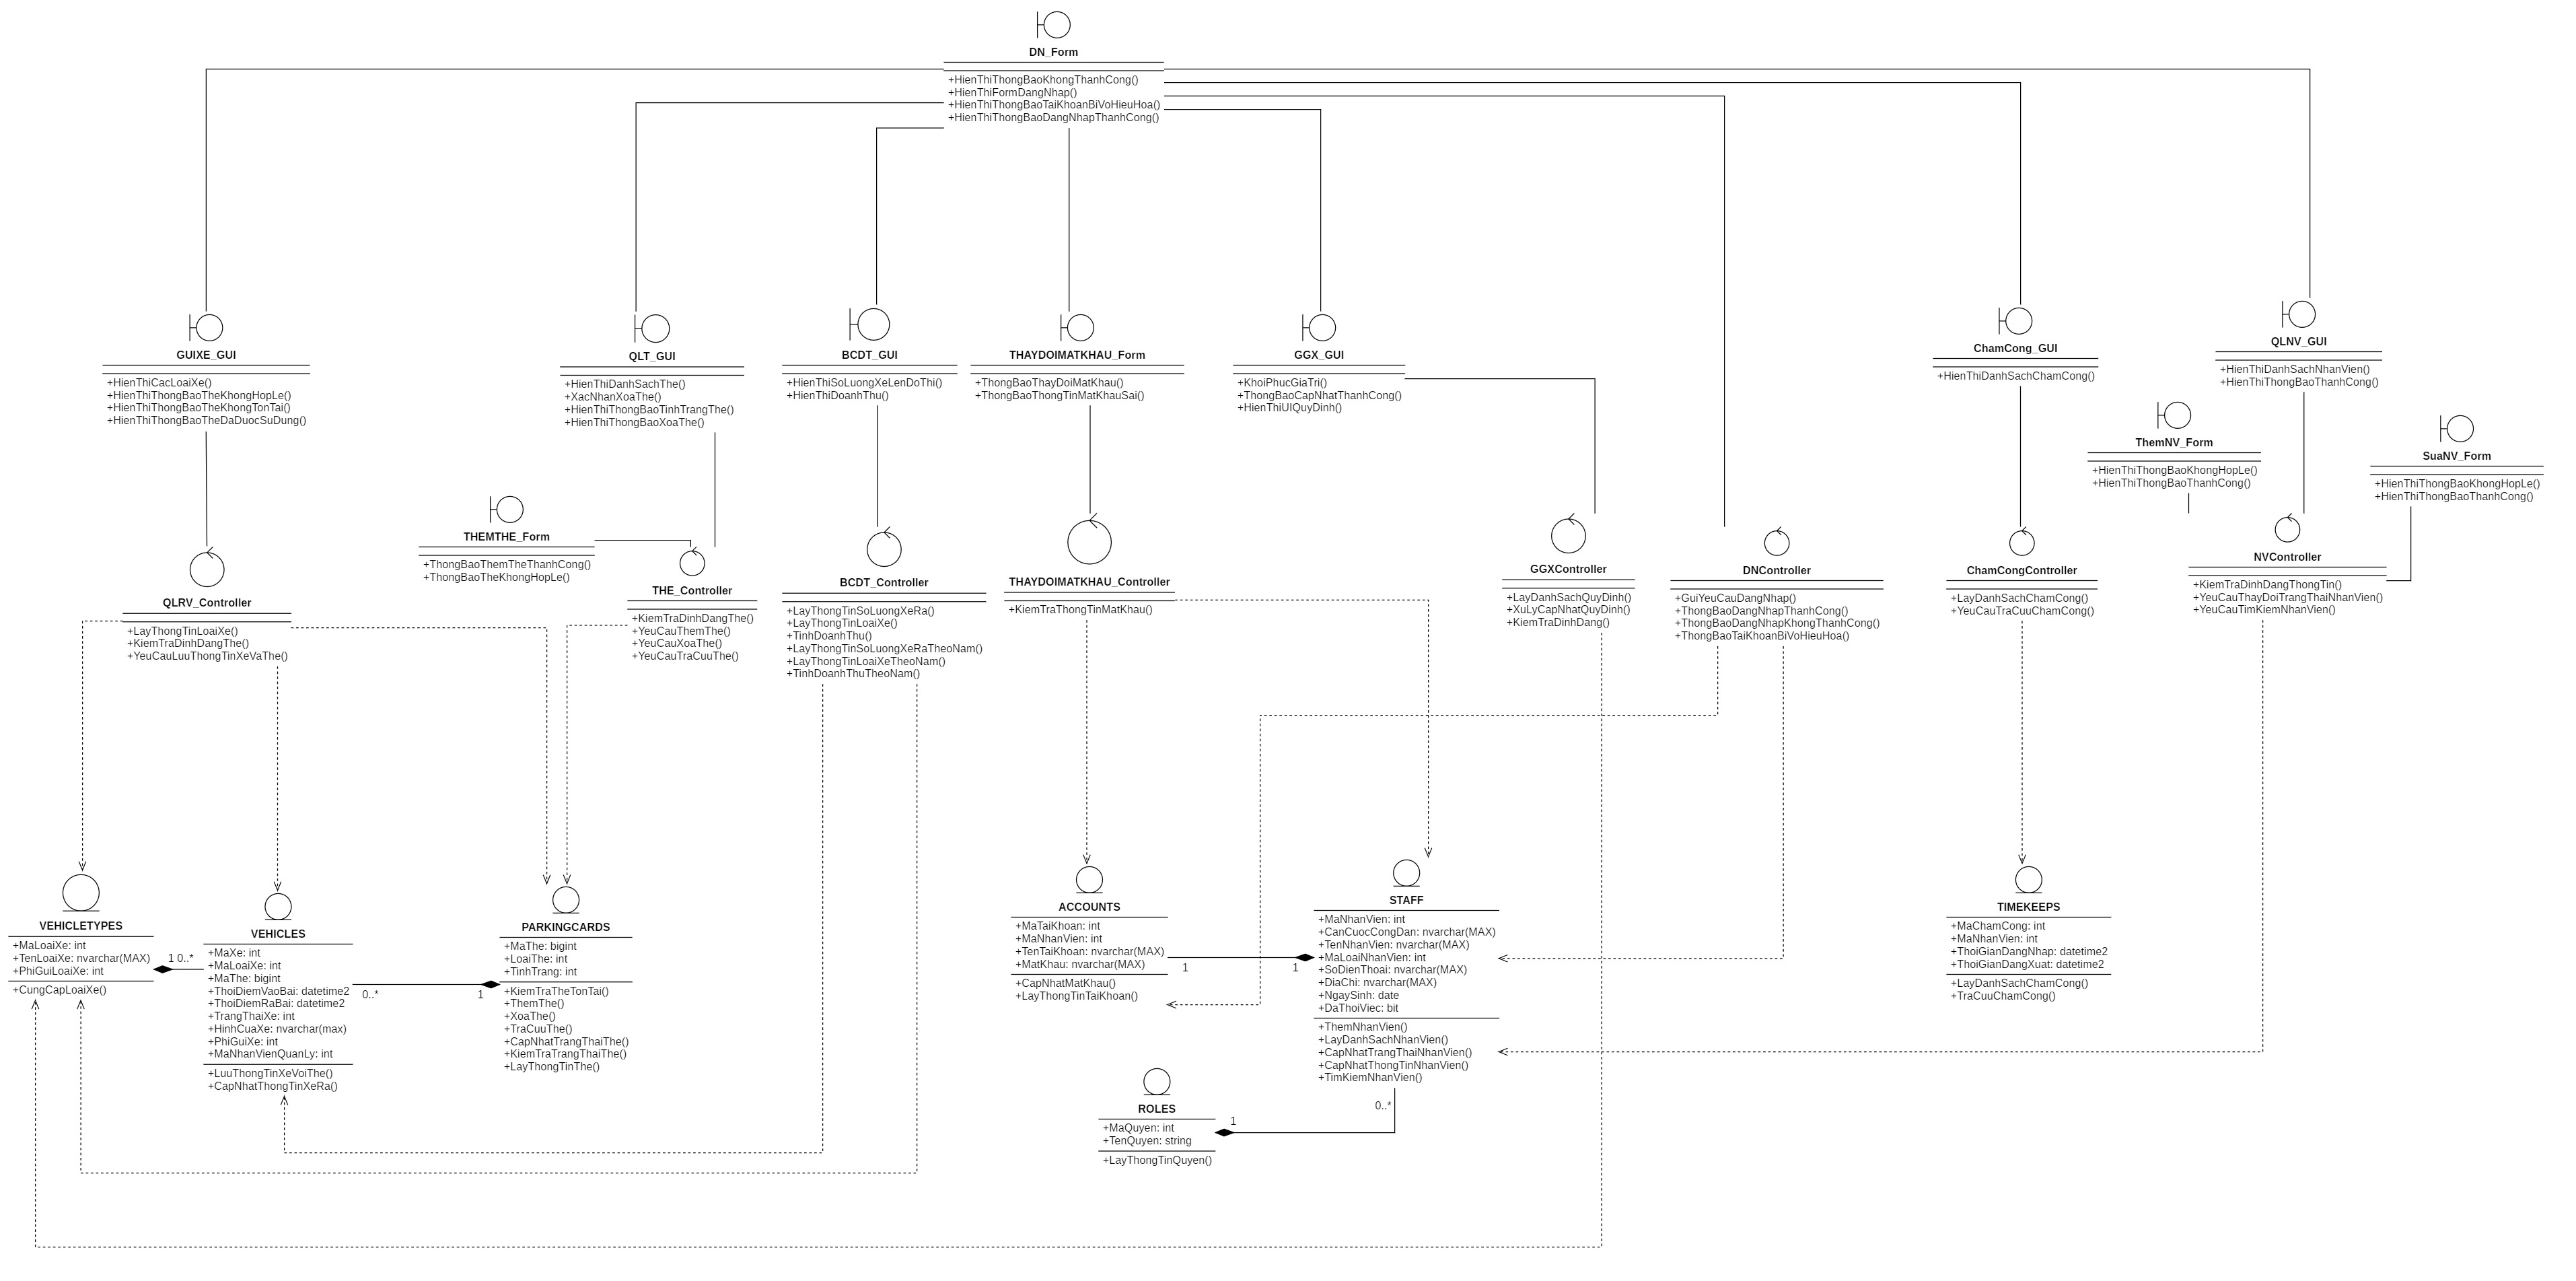 DN_Form
+HienThiThongBaoKhongThanhCong()
+HienThiFormDangNhap()
+HienThiThongBaoTaiKhoanBiVoHieuHoa()
+HienThiThongBaoDangNhapThanhCong()
GUIXE_GUI
+HienThiCacLoaiXe()
+HienThiThongBaoTheKhongHopLe()
+HienThiThongBaoTheKhongTonTai()
+HienThiThongBaoTheDaDuocSuDung()
QLT_GUI
+HienThiDanhSachThe()
+XacNhanXoaThe()
+HienThiThongBaoTinhTrangThe()
+HienThiThongBaoXoaThe()
BCDT_GUI
+HienThiSoLuongXeLenDoThi()
+HienThiDoanhThu()
THAYDOIMATKHAU_Form
+ThongBaoThayDoiMatKhau()
+ThongBaoThongTinMatKhauSai()
GGX_GUI
+KhoiPhucGiaTri()
+ThongBaoCapNhatThanhCong()
+HienThiUIQuyDinh()
ChamCong_GUI
+HienThiDanhSachChamCong()
QLNV_GUI
+HienThiDanhSachNhanVien()
+HienThiThongBaoThanhCong()
ThemNV_Form
+HienThiThongBaoKhongHopLe()
+HienThiThongBaoThanhCong()
SuaNV_Form
+HienThiThongBaoKhongHopLe()
+HienThiThongBaoThanhCong()
THEMTHE_Form
+ThongBaoThemTheThanhCong()
+ThongBaoTheKhongHopLe()
QLRV_Controller
+LayThongTinLoaiXe()
+KiemTraDinhDangThe()
+YeuCauLuuThongTinXeVaThe()
THE_Controller
+KiemTraDinhDangThe()
+YeuCauThemThe()
+YeuCauXoaThe()
+YeuCauTraCuuThe()
BCDT_Controller
+LayThongTinSoLuongXeRa()
+LayThongTinLoaiXe()
+TinhDoanhThu()
+LayThongTinSoLuongXeRaTheoNam()
+LayThongTinLoaiXeTheoNam()
+TinhDoanhThuTheoNam()
THAYDOIMATKHAU_Controller
+KiemTraThongTinMatKhau()
GGXController
+LayDanhSachQuyDinh()
+XuLyCapNhatQuyDinh()
+KiemTraDinhDang()
DNController
+GuiYeuCauDangNhap()
+ThongBaoDangNhapThanhCong()
+ThongBaoDangNhapKhongThanhCong()
+ThongBaoTaiKhoanBiVoHieuHoa()
ChamCongController
+LayDanhSachChamCong()
+YeuCauTraCuuChamCong()
NVController
+KiemTraDinhDangThongTin()
+YeuCauThayDoiTrangThaiNhanVien()
+YeuCauTimKiemNhanVien()
VEHICLETYPES
+MaLoaiXe: int
+TenLoaiXe: nvarchar(MAX)
+PhiGuiLoaiXe: int
+CungCapLoaiXe()
1 0..*
VEHICLES
+MaXe: int
+MaLoaiXe: int
+MaThe: bigint
+ThoiDiemVaoBai: datetime2
+ThoiDiemRaBai: datetime2
+TrangThaiXe: int
+HinhCuaXe: nvarchar(max)
+PhiGuiXe: int
+MaNhanVienQuanLy: int
+LuuThongTinXeVoiThe()
+CapNhatThongTinXeRa()
0..*
1
PARKINGCARDS
+MaThe: bigint
+LoaiThe: int
+TinhTrang: int
+KiemTraTheTonTai()
+ThemThe()
+XoaThe()
+TraCuuThe()
+CapNhatTrangThaiThe()
+KiemTraTrangThaiThe()
+LayThongTinThe()
ACCOUNTS
+MaTaiKhoan: int
+MaNhanVien: int
+TenTaiKhoan: nvarchar(MAX)
+MatKhau: nvarchar(MAX)
+CapNhatMatKhau()
+LayThongTinTaiKhoan()
1
1
STAFF
+MaNhanVien: int
+CanCuocCongDan: nvarchar(MAX)
+TenNhanVien: nvarchar(MAX)
+MaLoaiNhanVien: int
+SoDienThoai: nvarchar(MAX)
+DiaChi: nvarchar(MAX)
+NgaySinh: date
+DaThoiViec: bit
+ThemNhanVien()
+LayDanhSachNhanVien()
+CapNhatTrangThaiNhanVien()
+CapNhatThongTinNhanVien()
+TimKiemNhanVien()
0..*
1
ROLES
+MaQuyen: int
+TenQuyen: string
+LayThongTinQuyen()
TIMEKEEPS
+MaChamCong: int
+MaNhanVien: int
+ThoiGianDangNhap: datetime2
+ThoiGianDangXuat: datetime2
+LayDanhSachChamCong()
+TraCuuChamCong()